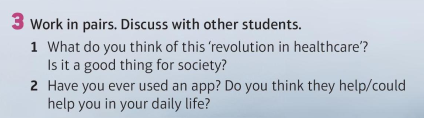 3 Work in pairs. Discuss with other students.
1 What do you think of this ‘revolution in healthcare’?
Is it a good thing for society?
2 Have you ever used an app? Do you think they help/could
help you in your daily life?